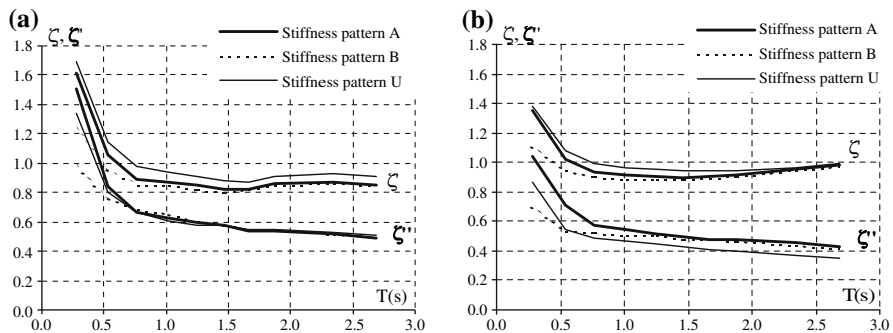 (a)
ζ, ζ"
Stiffness pattern A
Stiffness pattern B
Stiffness pattern U
1.8
1.6
1.4
1.2
1.0
0.8
0.6
0.4
0.2
0.0
ζ
ζ"
T(s)
0.0 0.5 1.0 1.5 2.0 2.5 3.0
(b)
ζ, ζ"
Stiffness pattern A
Stiffness pattern B
Stiffness pattern U
1.8
1.6
1.4
1.2
1.0
0.8
0.6
0.4
0.2
0.0
ζ
ζ"
T(s)
0.0 0.5 1.0 1.5 2.0 2.5 3.0